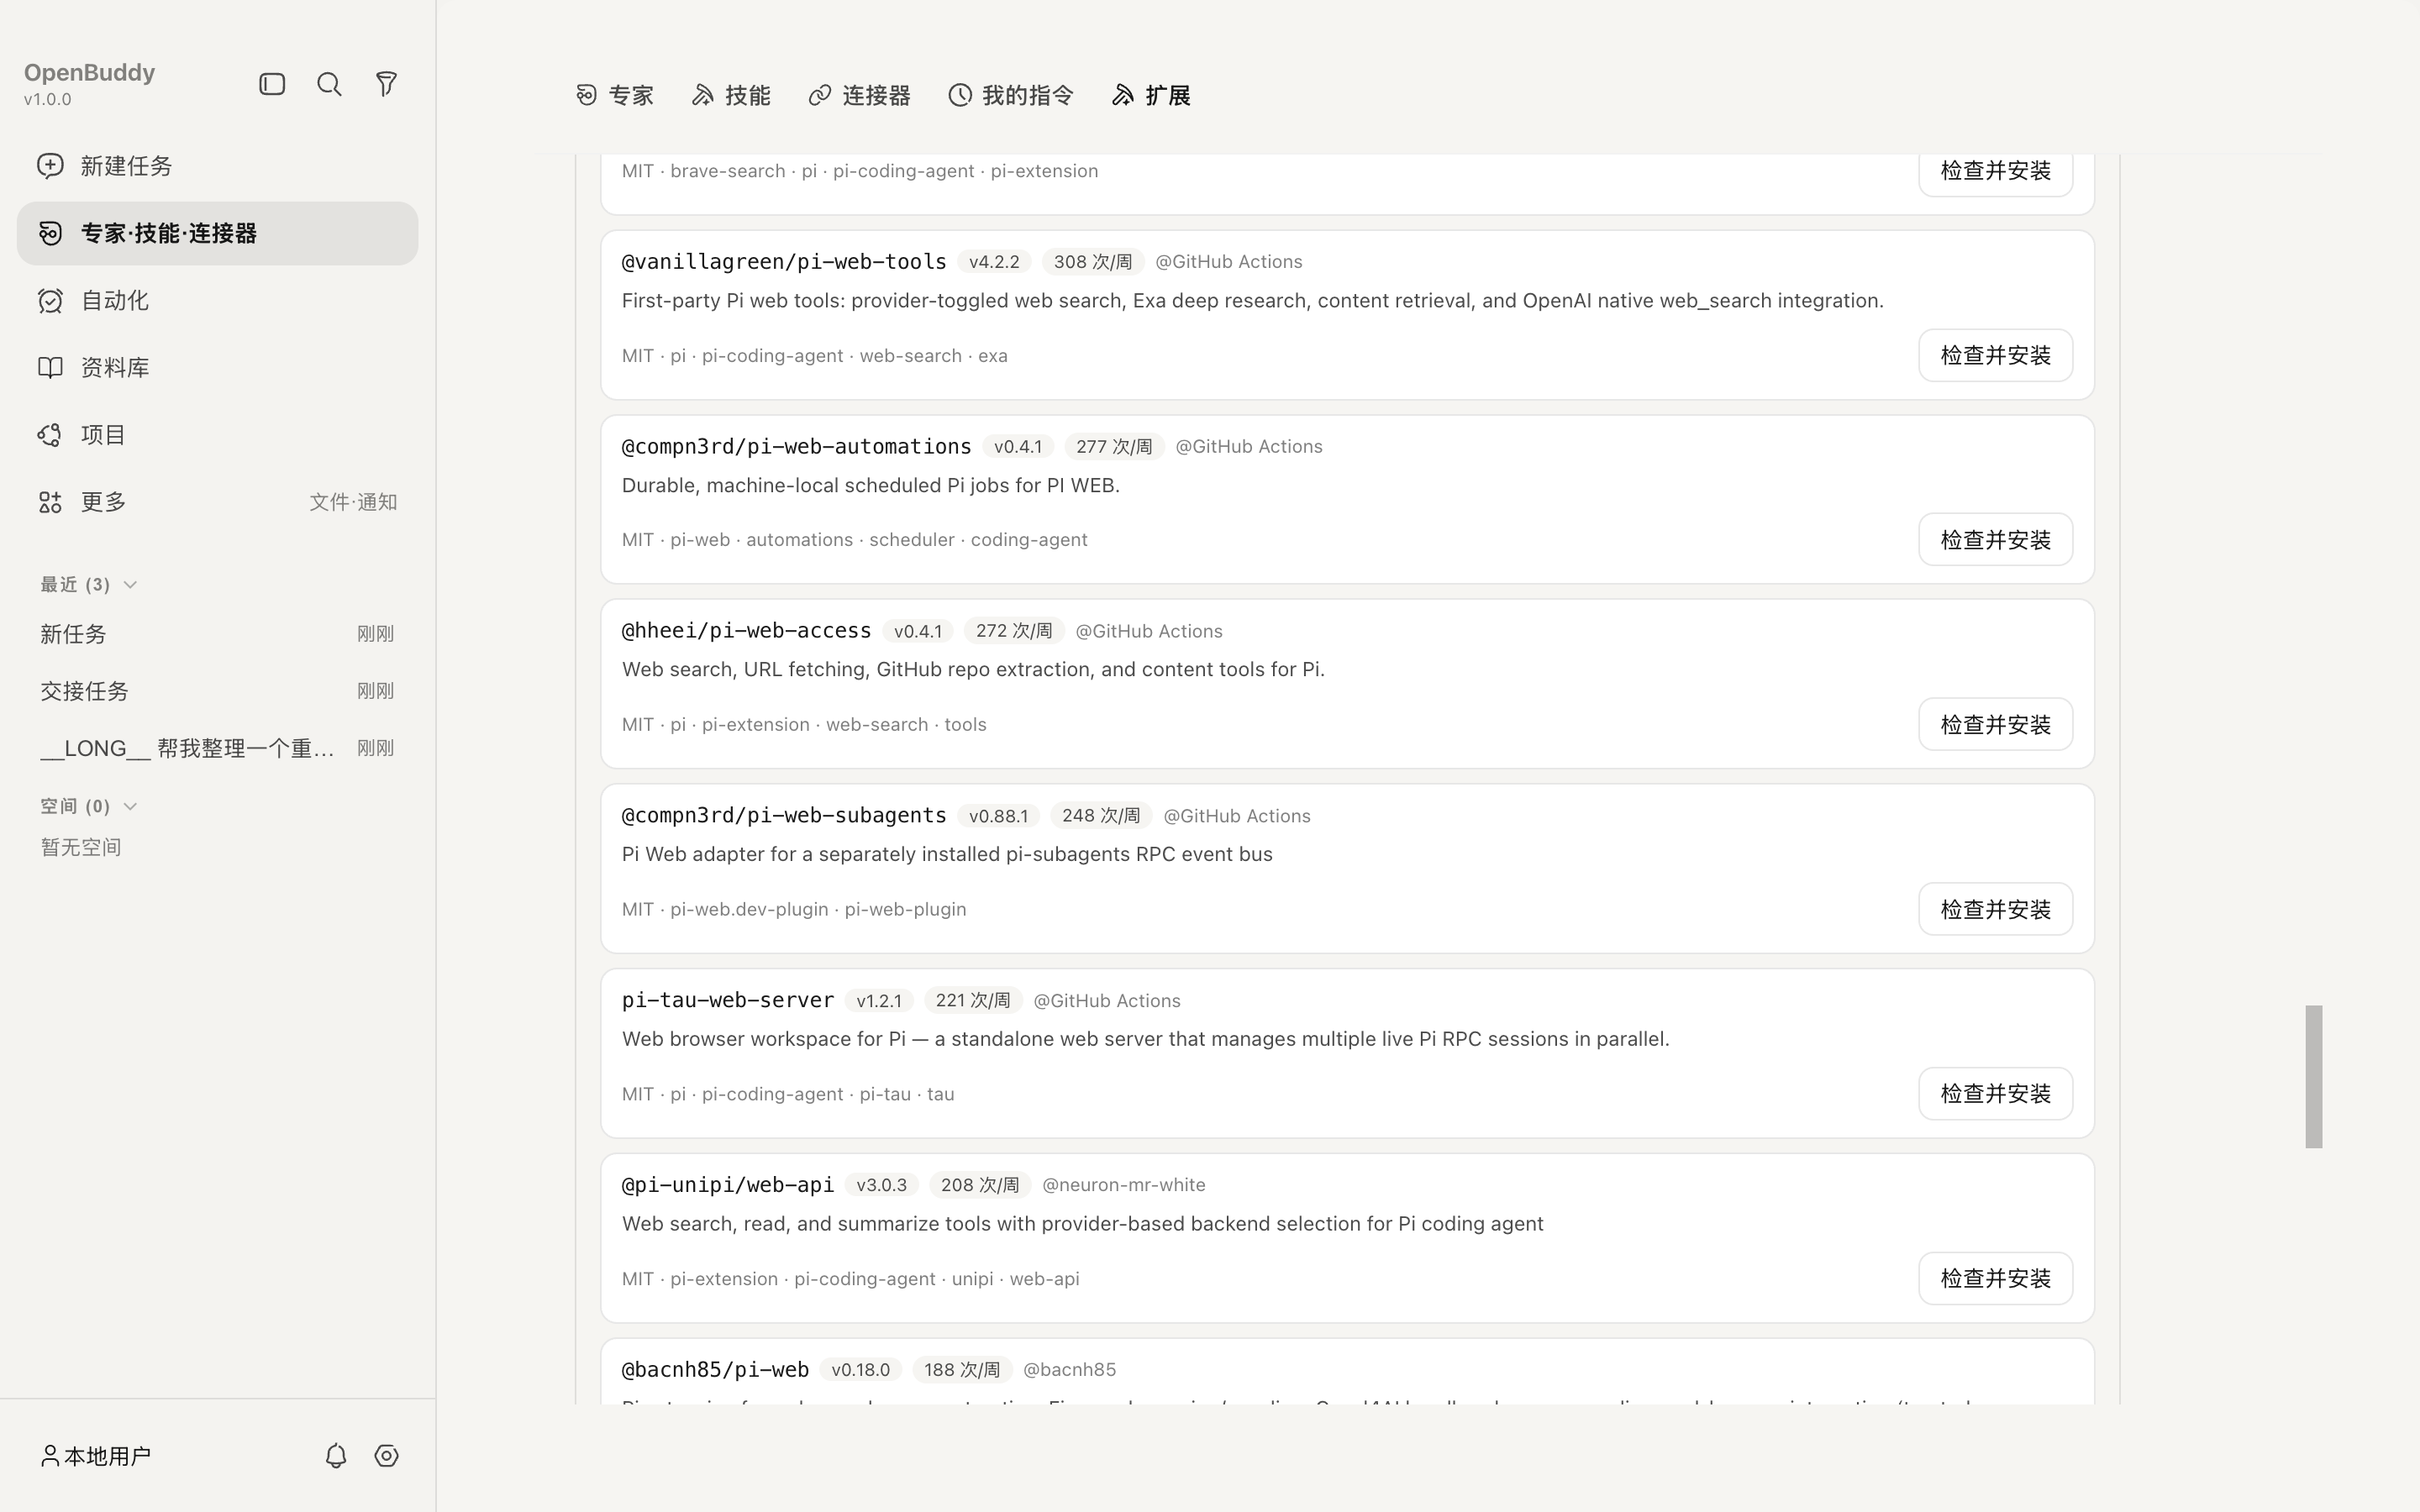 OpenBuddy
v1.0.0
新建任务
专家·技能·连接器
自动化
资料库
项目
更多 文件·通知
最近 (3)
新任务 刚刚
交接任务 刚刚
__LONG__ 帮我整理一个重… 刚刚
空间 (0)
暂无空间
本地用户
专家 技能 连接器 我的指令 扩展
MIT · brave-search · pi · pi-coding-agent · pi-extension 检查并安装
@vanillagreen/pi-web-tools v4.2.2 308 次/周 @GitHub Actions
First-party Pi web tools: provider-toggled web search, Exa deep research, content retrieval, and OpenAI native web_search integration.
MIT · pi · pi-coding-agent · web-search · exa 检查并安装
@compn3rd/pi-web-automations v0.4.1 277 次/周 @GitHub Actions
Durable, machine-local scheduled Pi jobs for PI WEB.
MIT · pi-web · automations · scheduler · coding-agent 检查并安装
@hheei/pi-web-access v0.4.1 272 次/周 @GitHub Actions
Web search, URL fetching, GitHub repo extraction, and content tools for Pi.
MIT · pi · pi-extension · web-search · tools 检查并安装
@compn3rd/pi-web-subagents v0.88.1 248 次/周 @GitHub Actions
Pi Web adapter for a separately installed pi-subagents RPC event bus
MIT · pi-web.dev-plugin · pi-web-plugin 检查并安装
pi-tau-web-server v1.2.1 221 次/周 @GitHub Actions
Web browser workspace for Pi — a standalone web server that manages multiple live Pi RPC sessions in parallel.
MIT · pi · pi-coding-agent · pi-tau · tau 检查并安装
@pi-unipi/web-api v3.0.3 208 次/周 @neuron-mr-white
Web search, read, and summarize tools with provider-based backend selection for Pi coding agent
MIT · pi-extension · pi-coding-agent · unipi · web-api 检查并安装
@bacnh85/pi-web v0.18.0 188 次/周 @bacnh85